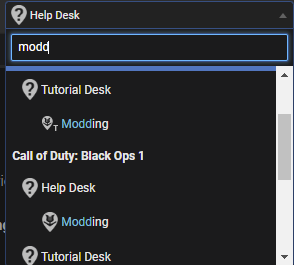 Help Desk
modd
Tutorial Desk
T Modding
Call of Duty: Black Ops 1
Help Desk
Modding
Tutorial Desk